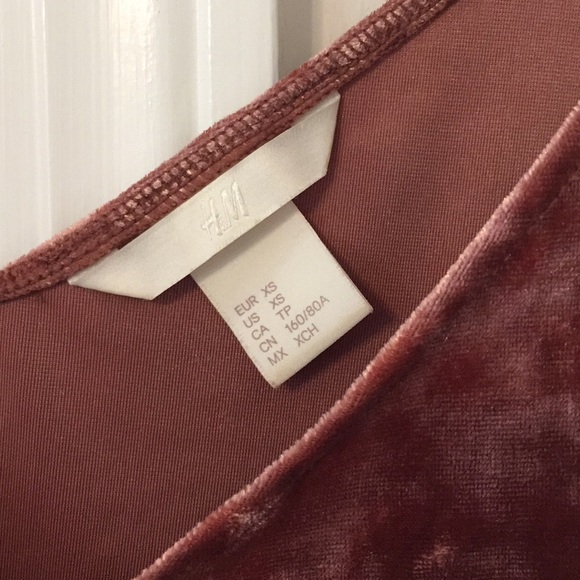 H&M
EUR XS
US XS
CA TP
CN 160/80A
MX XCH